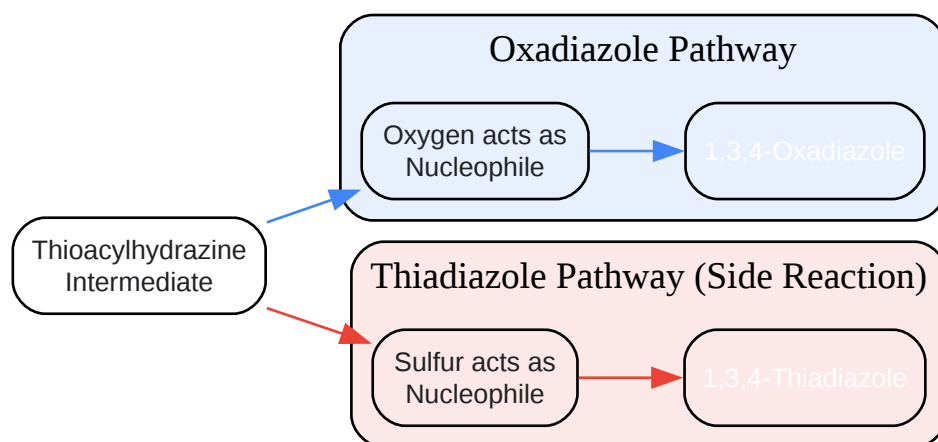 Oxadiazole Pathway
Oxygen acts as
Nucleophile
1,3,4-Oxadiazole
Thioacylhydrazine
Intermediate
Thiadiazole Pathway (Side Reaction)
Sulfur acts as
Nucleophile
1,3,4-Thiadiazole